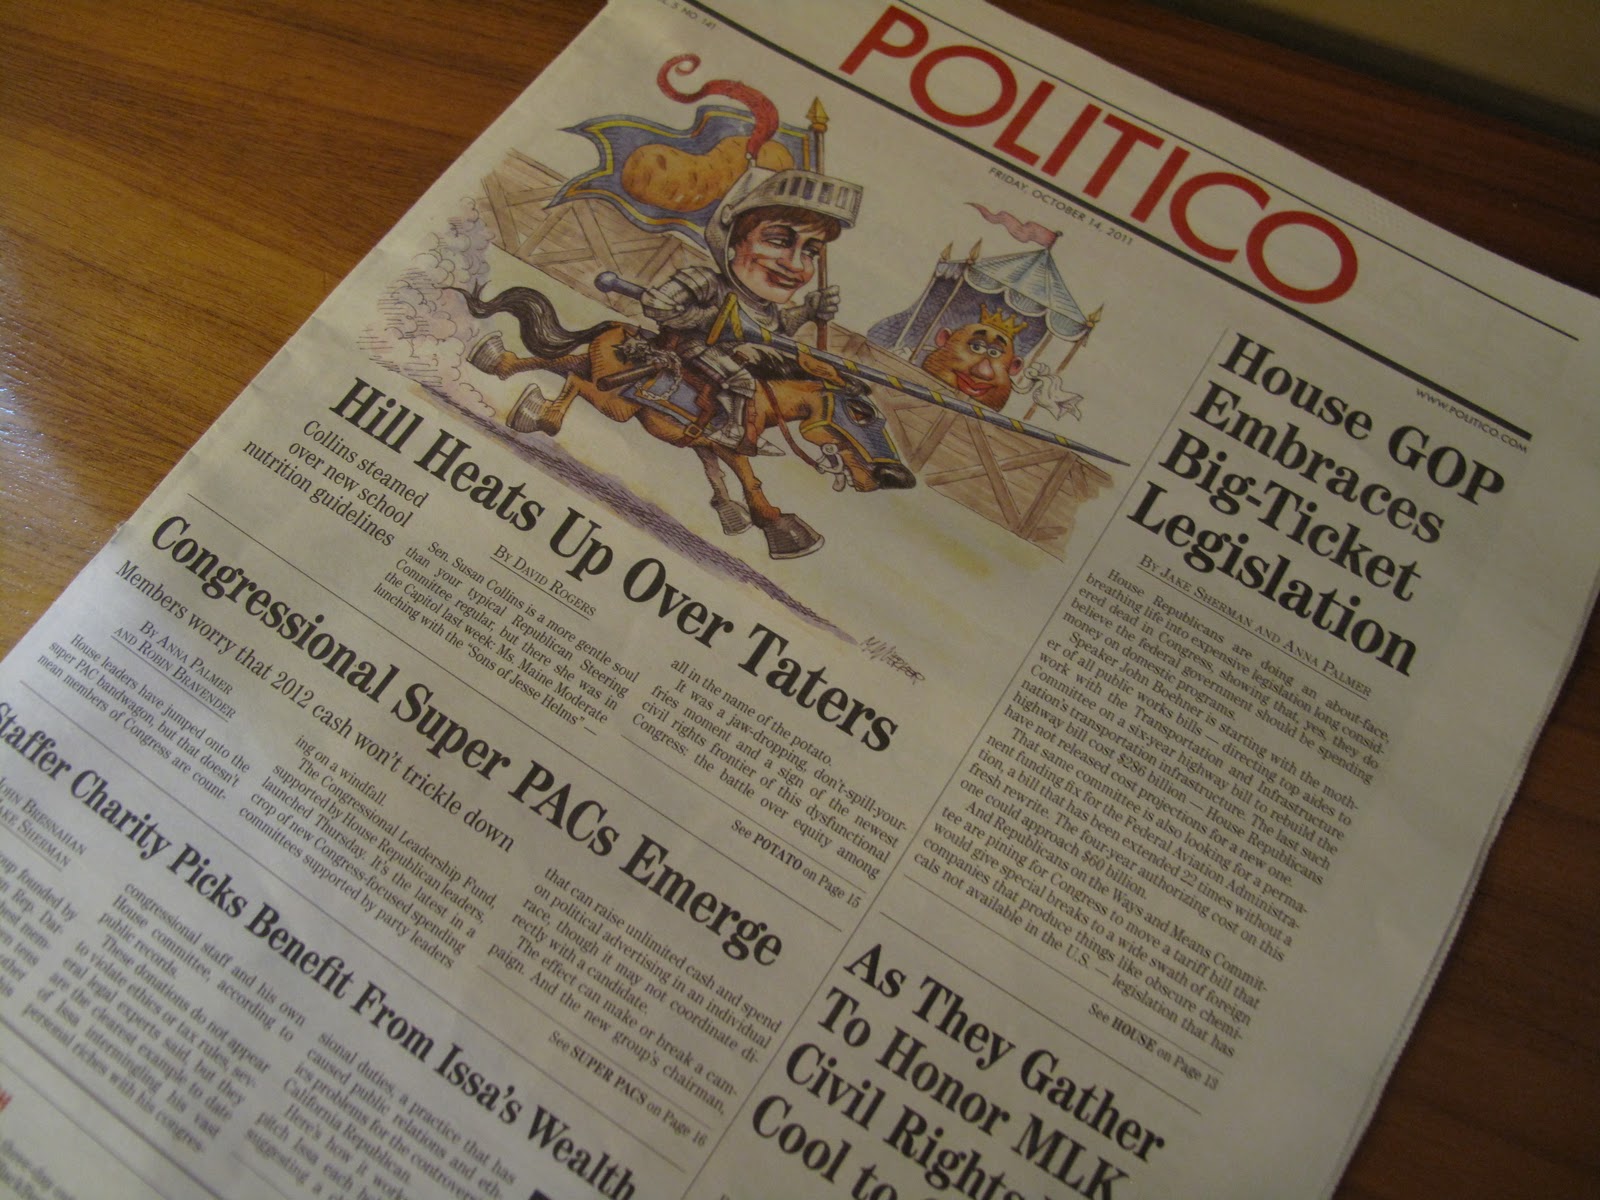 VOL. 5 NO. 141
POLITICO
FRIDAY, OCTOBER 14, 2011
WWW.POLITICO.COM
Hill Heats Up Over Taters
Collins steamed
over new school
nutrition guidelines
By David Rogers
Sen. Susan Collins is a more gentle soul
than your typical Republican Steering
Committee regular, but there she was in
the Capitol last week: Ms. Maine Moderate
lunching with the “Sons of Jesse Helms” —
all in the name of the potato.
It was a jaw-dropping, don’t-spill-your-
fries moment and a sign of the newest
civil rights frontier of this dysfunctional
Congress: the battle over equity among
See POTATO on Page 15
House GOP
Embraces
Big-Ticket
Legislation
By Jake Sherman and Anna Palmer
House Republicans are doing an about-face,
breathing life into expensive legislation long consid-
ered dead in Congress, showing that, yes, they do
believe the federal government should be spending
money on domestic programs.
Speaker John Boehner is starting with the moth-
er of all public works bills — directing top aides to
work with the Transportation and Infrastructure
Committee on a six-year highway bill to rebuild the
nation’s transportation infrastructure. The last such
highway bill cost $286 billion — House Republicans
have not released cost projections for a new one.
That same committee is also looking for a perma-
nent funding fix for the Federal Aviation Administra-
tion, a bill that has been extended 22 times without a
fresh rewrite. The four-year authorizing cost on this
one could approach $60 billion.
And Republicans on the Ways and Means Commit-
tee are pining for Congress to move a tariff bill that
would give special breaks to a wide swath of foreign
companies that produce things like obscure chemi-
cals not available in the U.S. — legislation that has
See HOUSE on Page 13
Congressional Super PACs Emerge
Members worry that 2012 cash won’t trickle down
By Anna Palmer
and Robin Bravender
House leaders have jumped onto the
super PAC bandwagon, but that doesn’t
mean members of Congress are count-
ing on a windfall.
The Congressional Leadership Fund,
supported by House Republican leaders,
launched Thursday. It’s the latest in a
crop of new Congress-focused spending
committees supported by party leaders
that can raise unlimited cash and spend
on political advertising in an individual
race, though it may not coordinate di-
rectly with a candidate.
The effect can make or break a cam-
paign. And the new group’s chairman,
See SUPER PACS on Page 16
Staffer Charity Picks Benefit From Issa’s Wealth
John Bresnahan
Jake Sherman
founded by
Rep. Dar-
mem-
tens
congressional staff and his own
House committee, according to
public records.
These donations do not appear
to violate ethics or tax rules, sev-
eral legal experts said, but they
are the clearest example to date
of Issa intermingling his vast
personal riches with his congres-
sional duties, a practice that has
caused public relations and eth-
ics problems for the controversial
California Republican.
Here’s how it works:
pitch Issa each
suggesting a
As They Gather
To Honor MLK
Civil Rights
Cool to